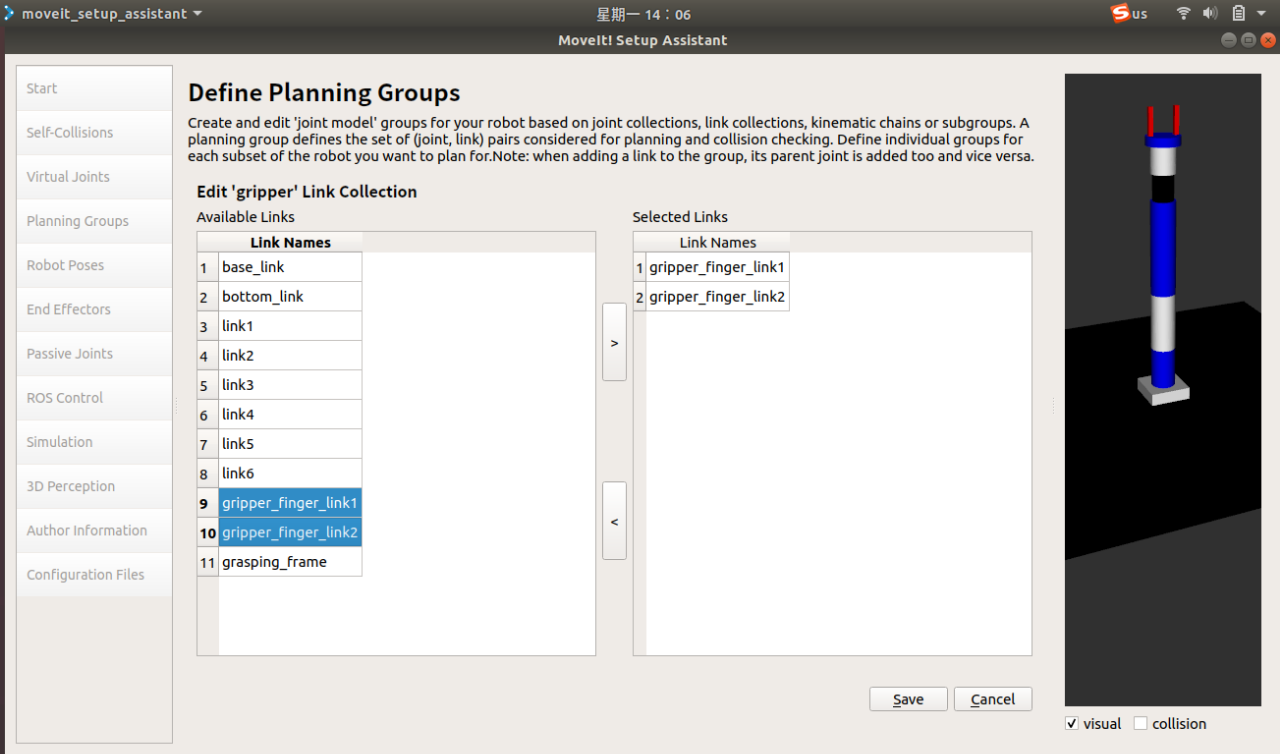 moveit_setup_assistant
星期一 14：06
us
MoveIt! Setup Assistant
Start
Self-Collisions
Virtual Joints
Planning Groups
Robot Poses
End Effectors
Passive Joints
ROS Control
Simulation
3D Perception
Author Information
Configuration Files
Define Planning Groups
Create and edit 'joint model' groups for your robot based on joint collections, link collections, kinematic chains or subgroups. A
planning group defines the set of (joint, link) pairs considered for planning and collision checking. Define individual groups for
each subset of the robot you want to plan for.Note: when adding a link to the group, its parent joint is added too and vice versa.
Edit 'gripper' Link Collection
Available Links
Link Names
1 base_link
2 bottom_link
3 link1
4 link2
5 link3
6 link4
7 link5
8 link6
9 gripper_finger_link1
10 gripper_finger_link2
11 grasping_frame
>
<
Selected Links
Link Names
1 gripper_finger_link1
2 gripper_finger_link2
Save
Cancel
visual
collision